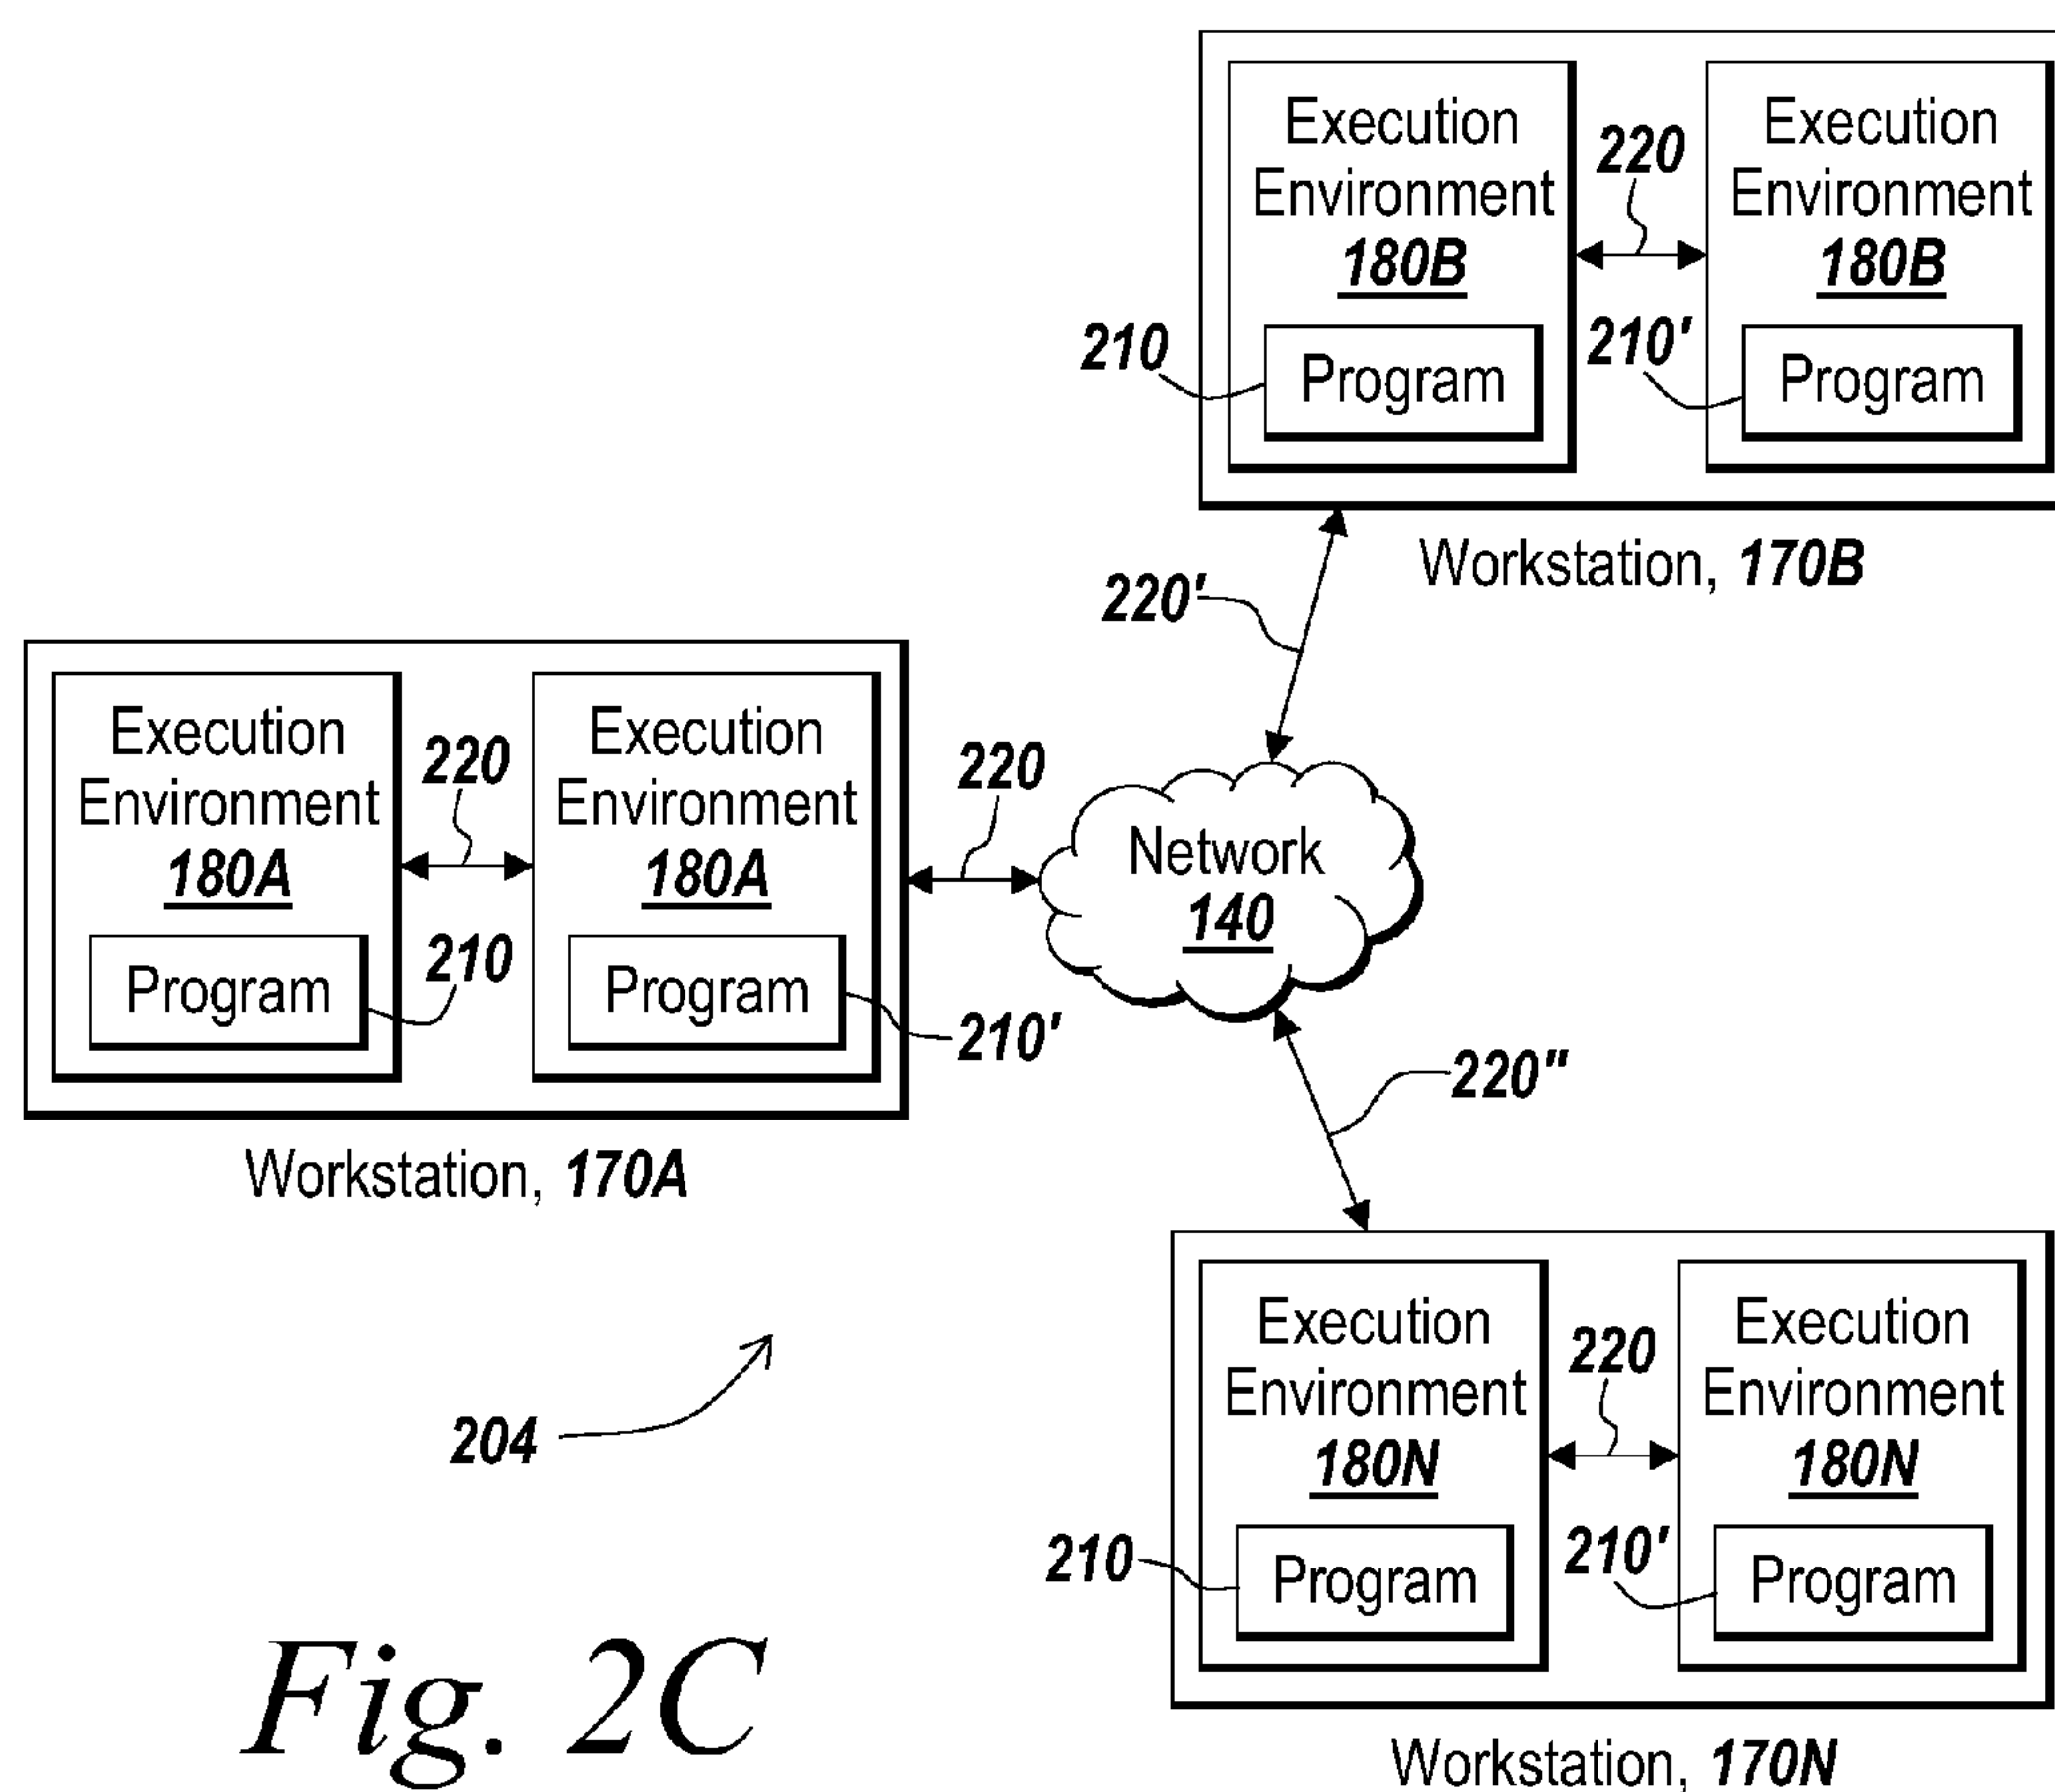 Execution
Environment
180B
210
Program
220
Execution
Environment
180B
210'
Program
Workstation, 170B
220'
Execution
Environment
180A
Program
220
210
Execution
Environment
180A
Program
210'
220
Network
140
Workstation, 170A
220"
204
Execution
Environment
180N
210
Program
220
Execution
Environment
180N
210'
Program
Workstation, 170N
Fig. 2C